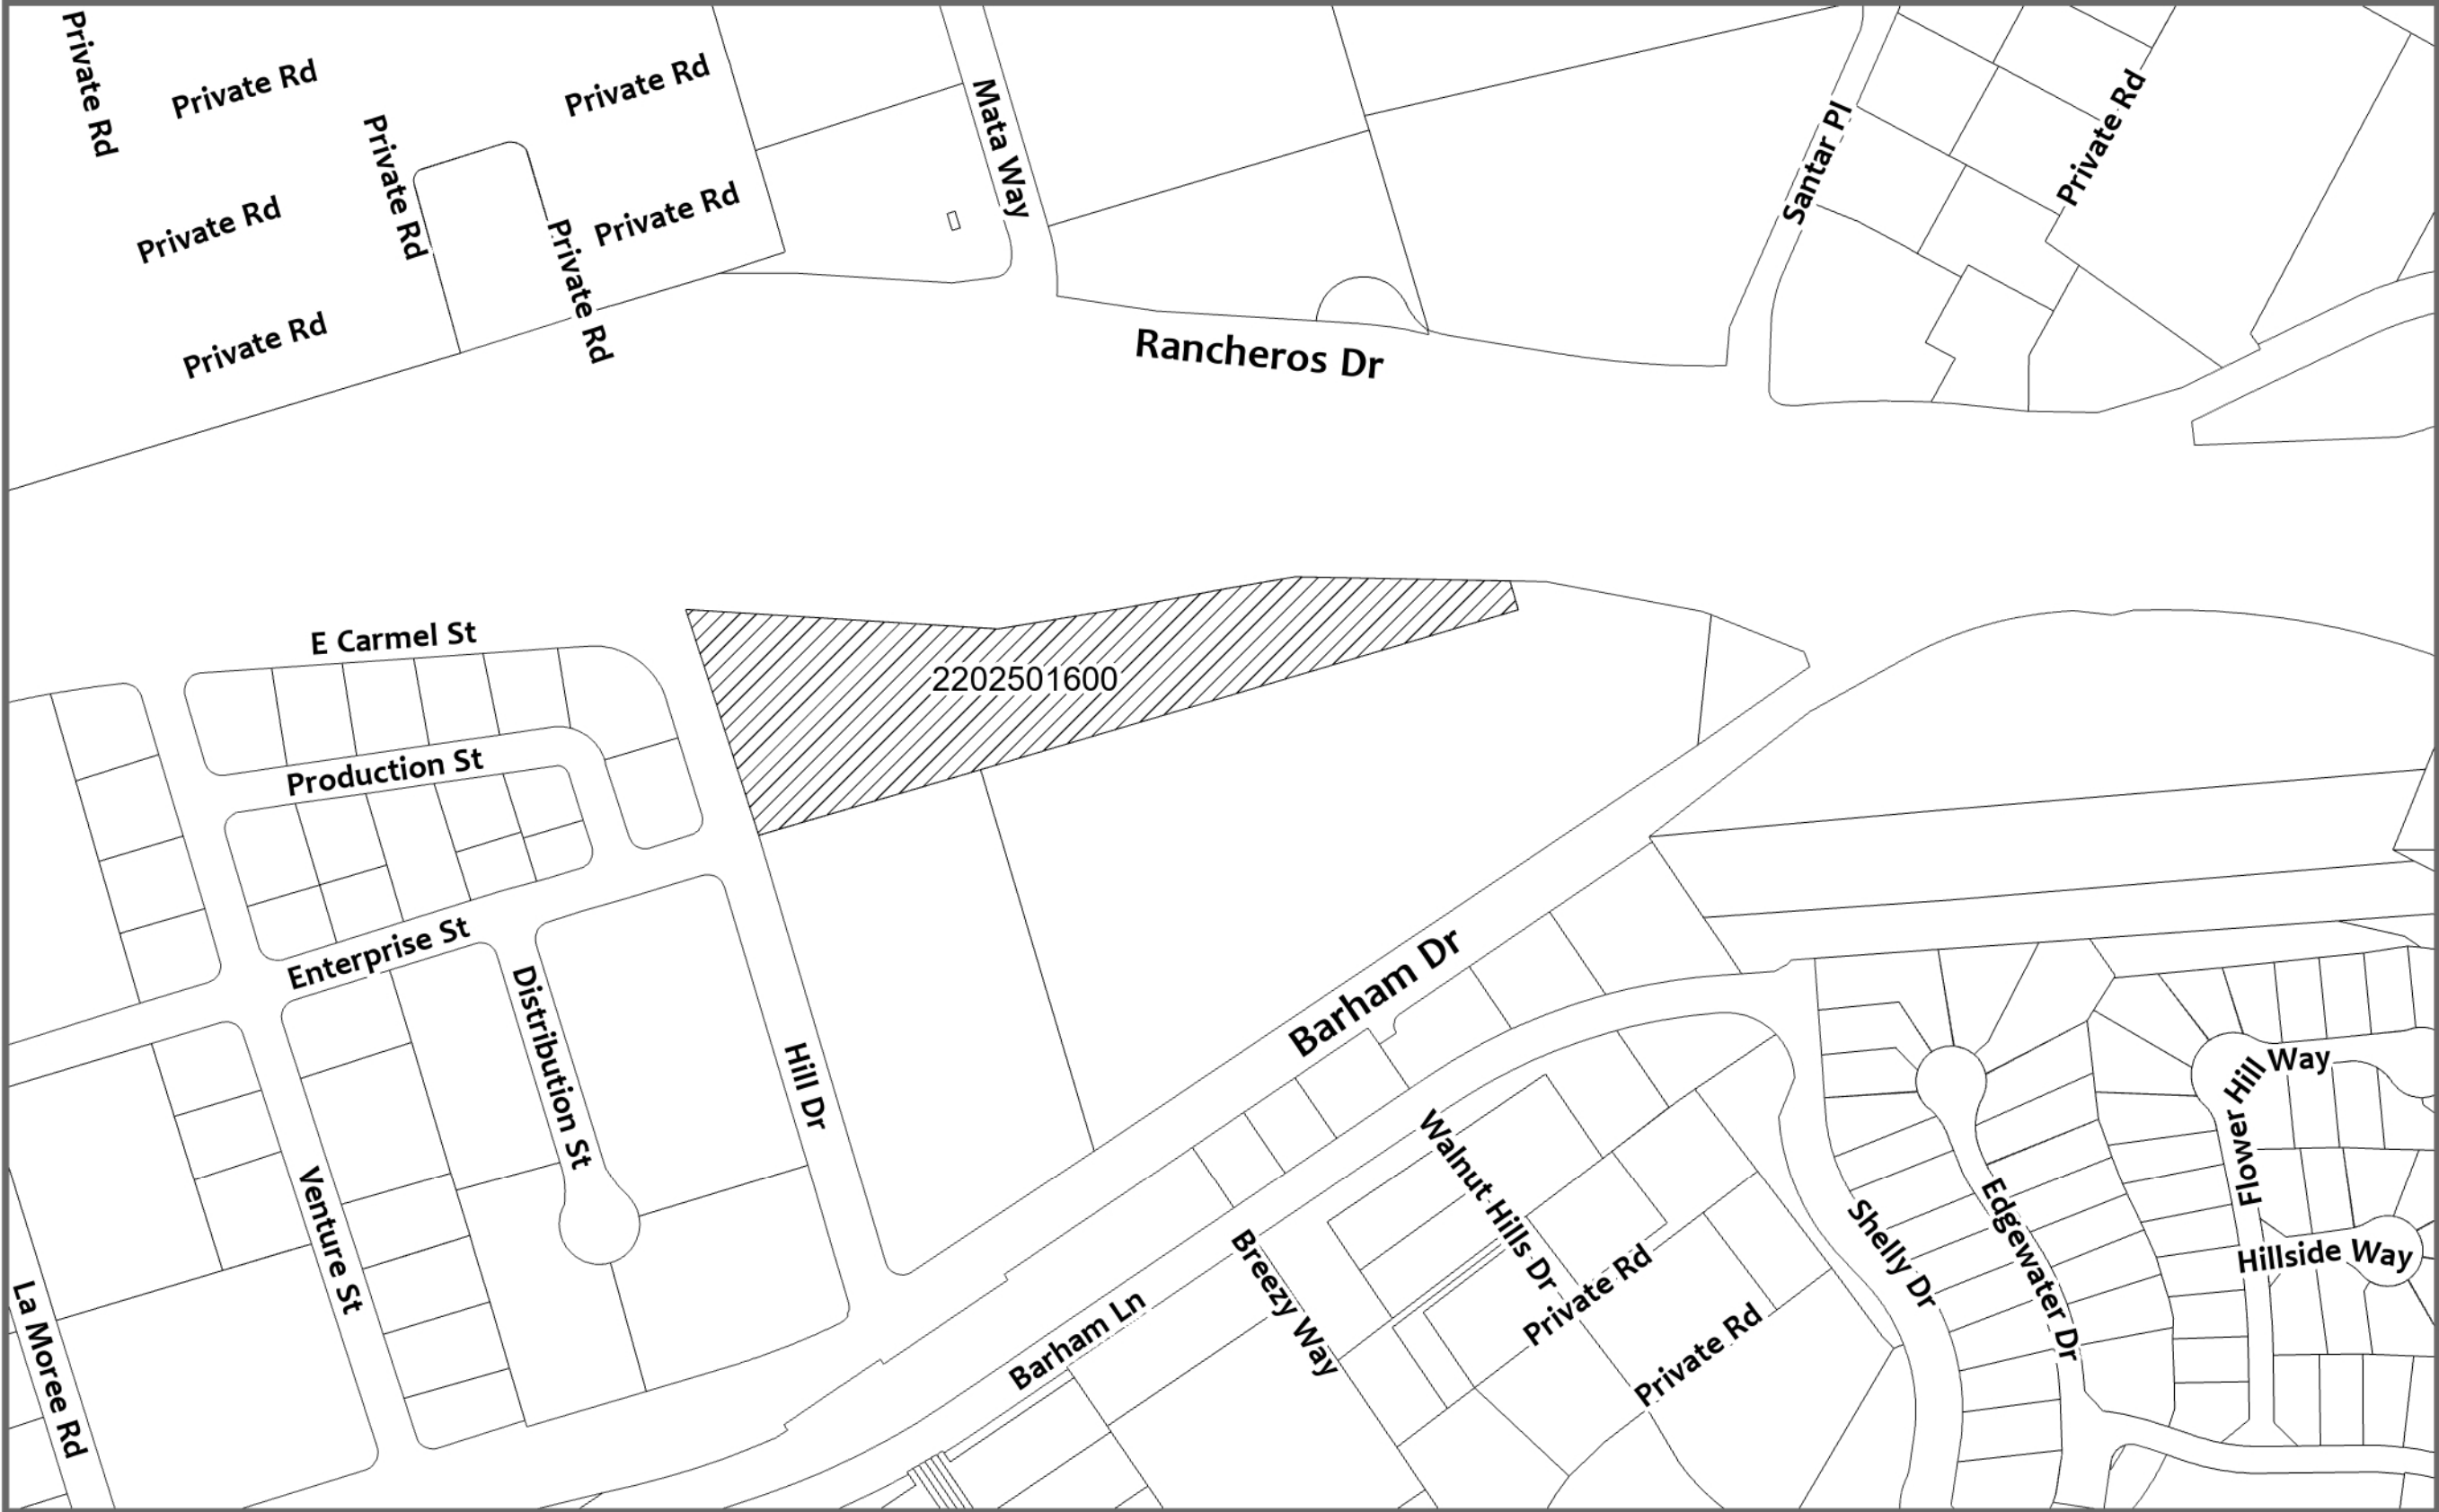 Private Rd
Private Rd
Private Rd
Private Rd
Mata Way
Santar Pl
Private Rd
Private Rd
Private Rd
Private Rd
Private Rd
Rancheros Dr
E Carmel St
2202501600
Production St
Enterprise St
Distribution St
Hill Dr
Barham Dr
Venture St
La Moree Rd
Barham Ln
Breezy Way
Walnut Hills Dr
Private Rd
Private Rd
Shelly Dr
Edgewater Dr
Flower Hill Way
Hillside Way